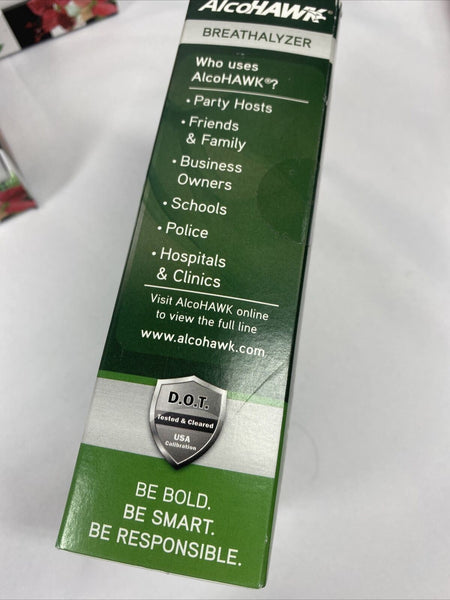 AlcoHAWK
BREATHALYZER
Who uses
AlcoHAWK®?
• Party Hosts
• Friends
& Family
• Business
Owners
• Schools
• Police
• Hospitals
& Clinics
Visit AlcoHAWK online
to view the full line
www.alcohawk.com
D.O.T.
Tested & Cleared
USA
Calibration
BE BOLD.
BE SMART.
BE RESPONSIBLE.